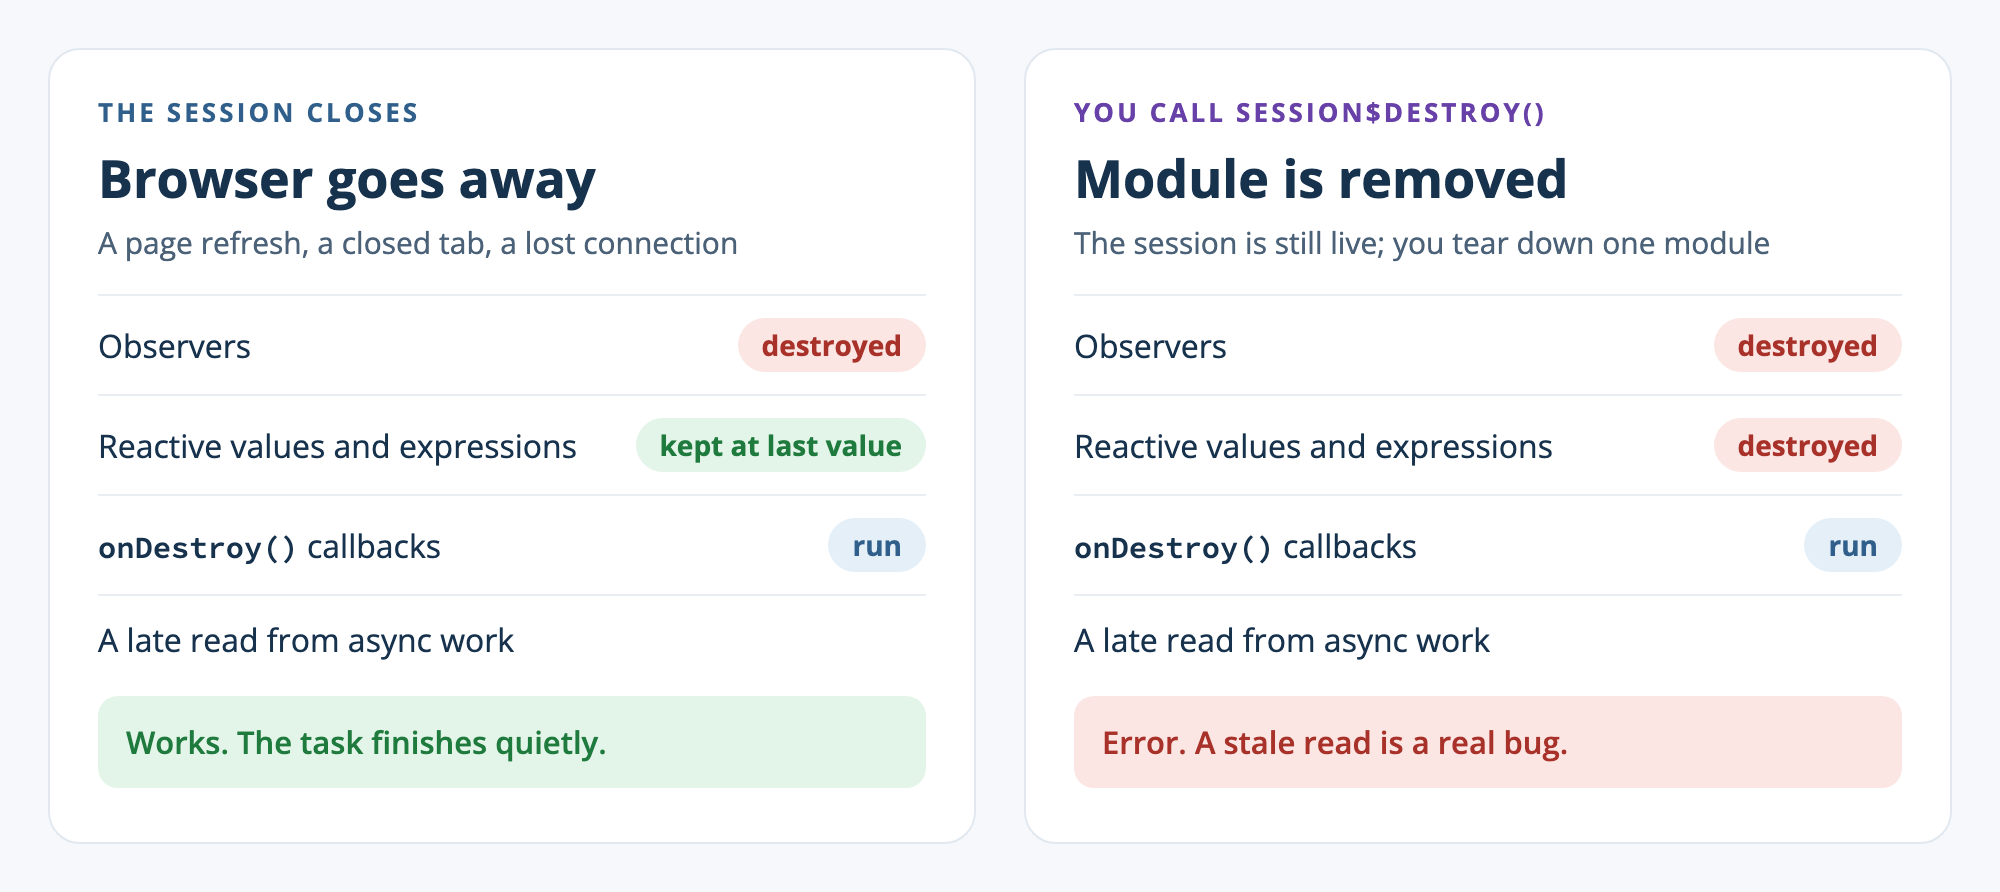 THE SESSION CLOSES
Browser goes away
A page refresh, a closed tab, a lost connection
Observers destroyed
Reactive values and expressions kept at last value
onDestroy() callbacks run
A late read from async work
Works. The task finishes quietly.
YOU CALL SESSION$DESTROY()
Module is removed
The session is still live; you tear down one module
Observers destroyed
Reactive values and expressions destroyed
onDestroy() callbacks run
A late read from async work
Error. A stale read is a real bug.